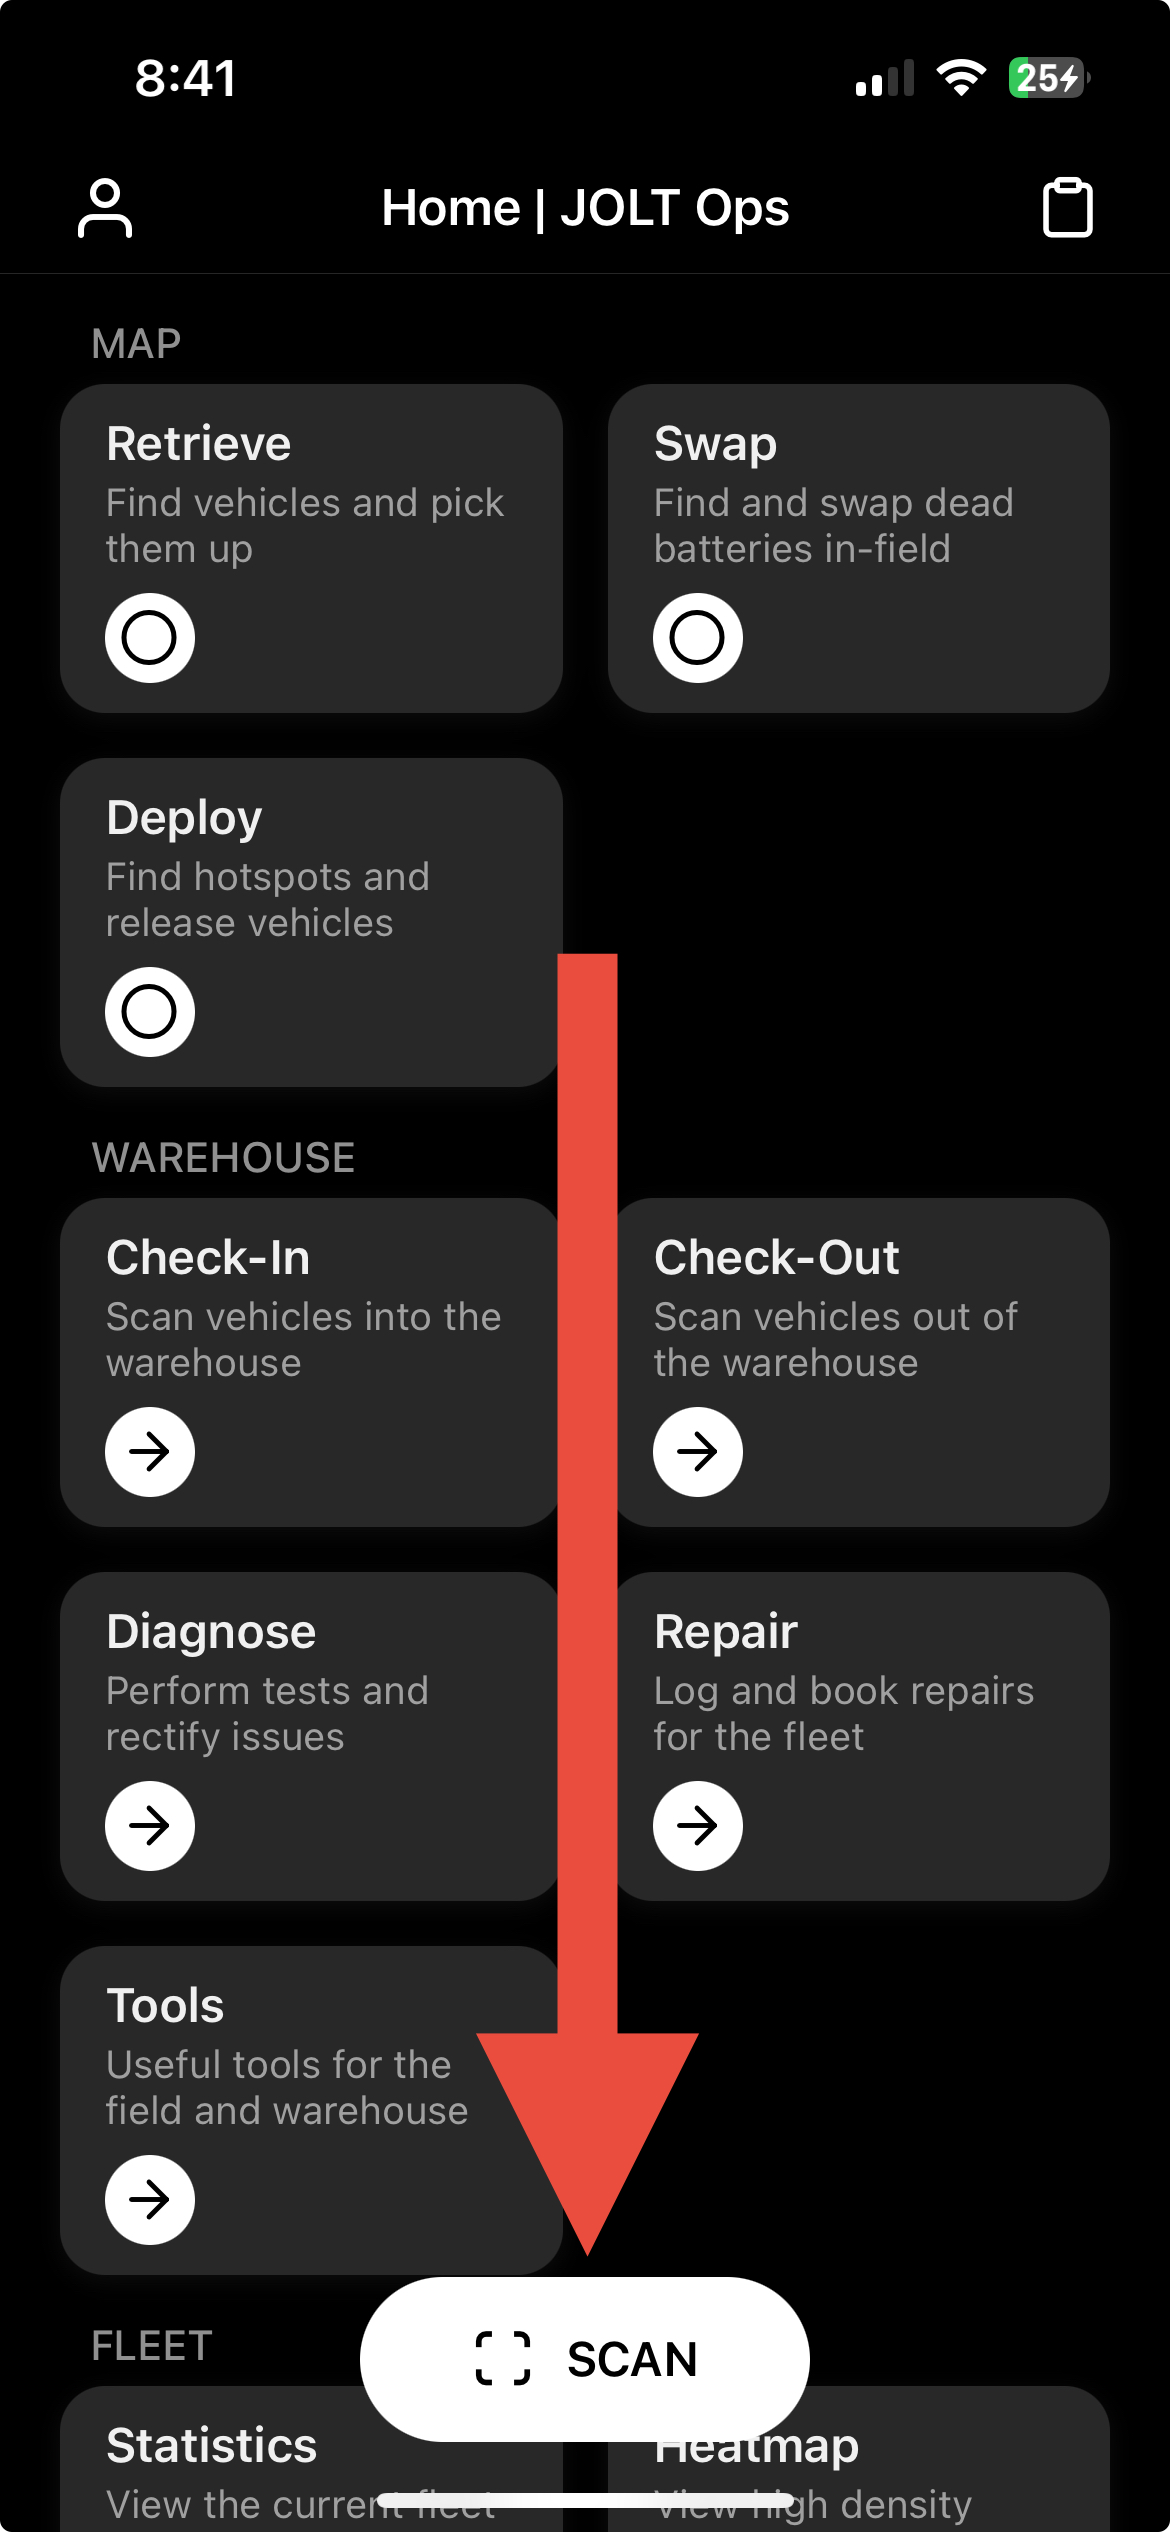 8:41
25
Home | JOLT Ops
MAP
Retrieve
Find vehicles and pick
them up
Swap
Find and swap dead
batteries in-field
Deploy
Find hotspots and
release vehicles
WAREHOUSE
Check-In
Scan vehicles into the
warehouse
Check-Out
Scan vehicles out of
the warehouse
Diagnose
Perform tests and
rectify issues
Repair
Log and book repairs
for the fleet
Tools
Useful tools for the
field and warehouse
SCAN
FLEET
Statistics
View the current fleet
Heatmap
View high density